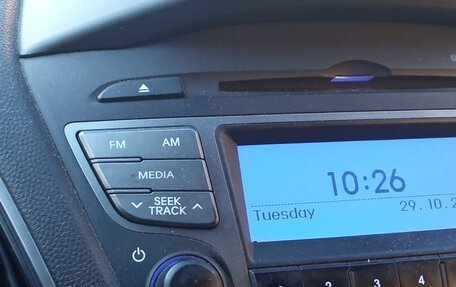 FM AM
MEDIA
SEEK
TRACK
10:26
Tuesday 29.10.2
1 2 3 4